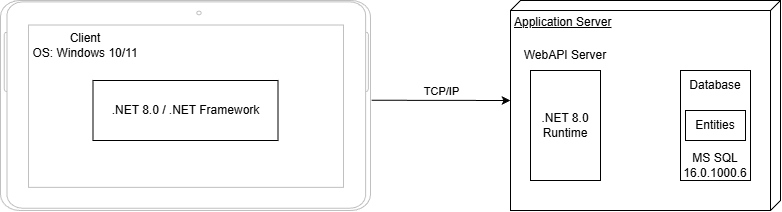 Client
OS: Windows 10/11
.NET 8.0 / .NET Framework
TCP/IP
Application Server
WebAPI Server
.NET 8.0
Runtime
Database
Entities
MS SQL
16.0.1000.6